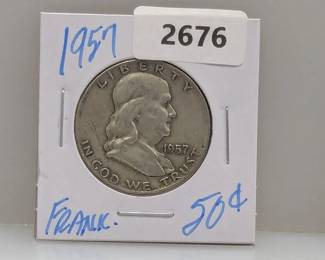 1957
2676
LIBERTY
1957
IN GOD WE TRUST
FRANK.
50¢